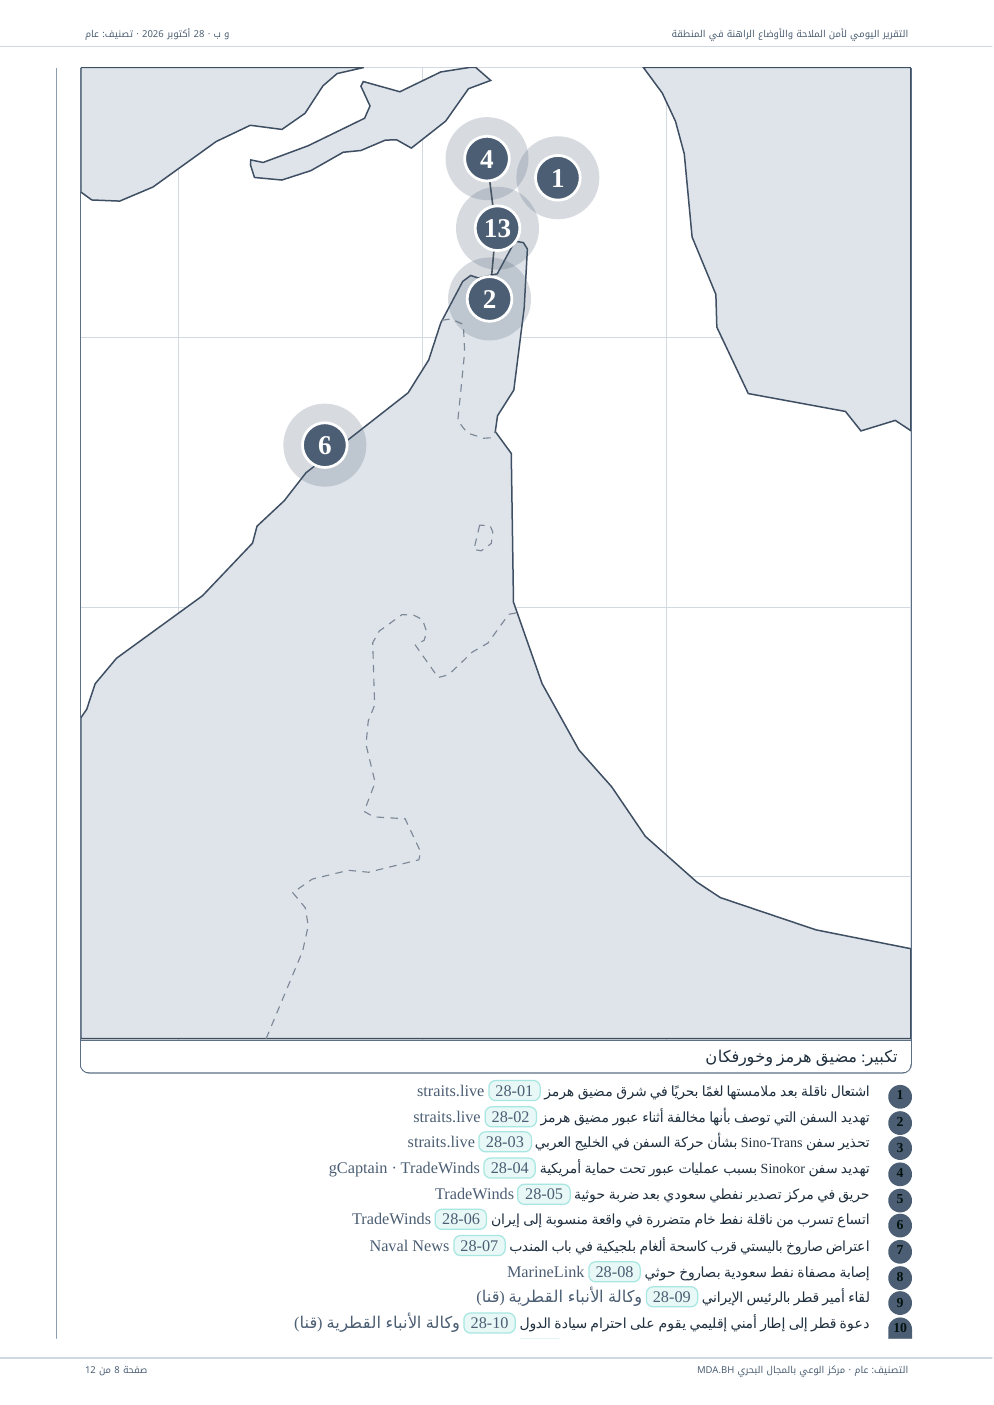 التقرير اليومي لأمن الملاحة والأوضاع الراهنة في المنطقة
و ب · 28 أكتوبر 2026 · تصنيف: عام
4
1
13
2
6
تكبير: مضيق هرمز وخورفكان
1 اشتعال ناقلة بعد ملامستها لغمًا بحريًا في شرق مضيق هرمز 28-01 straits.live
2 تهديد السفن التي توصف بأنها مخالفة أثناء عبور مضيق هرمز 28-02 straits.live
3 تحذير سفن Sino-Trans بشأن حركة السفن في الخليج العربي 28-03 straits.live
4 تهديد سفن Sinokor بسبب عمليات عبور تحت حماية أمريكية 28-04 gCaptain · TradeWinds
5 حريق في مركز تصدير نفطي سعودي بعد ضربة حوثية 28-05 TradeWinds
6 اتساع تسرب من ناقلة نفط خام متضررة في واقعة منسوبة إلى إيران 28-06 TradeWinds
7 اعتراض صاروخ باليستي قرب كاسحة ألغام بلجيكية في باب المندب 28-07 Naval News
8 إصابة مصفاة نفط سعودية بصاروخ حوثي 28-08 MarineLink
9 لقاء أمير قطر بالرئيس الإيراني 28-09 وكالة الأنباء القطرية (قنا)
10 دعوة قطر إلى إطار أمني إقليمي يقوم على احترام سيادة الدول 28-10 وكالة الأنباء القطرية (قنا)
التصنيف: عام · مركز الوعي بالمجال البحري MDA.BH
صفحة 8 من 12